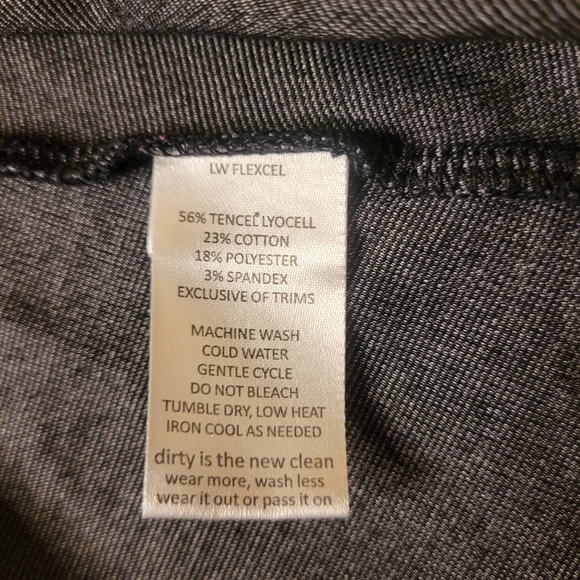 LW FLEXCEL
56% TENCEL® LYOCELL
23% COTTON
18% POLYESTER
3% SPANDEX
EXCLUSIVE OF TRIMS
MACHINE WASH
COLD WATER
GENTLE CYCLE
DO NOT BLEACH
TUMBLE DRY, LOW HEAT
IRON COOL AS NEEDED
dirty is the new clean
wear more, wash less
wear it out or pass it on